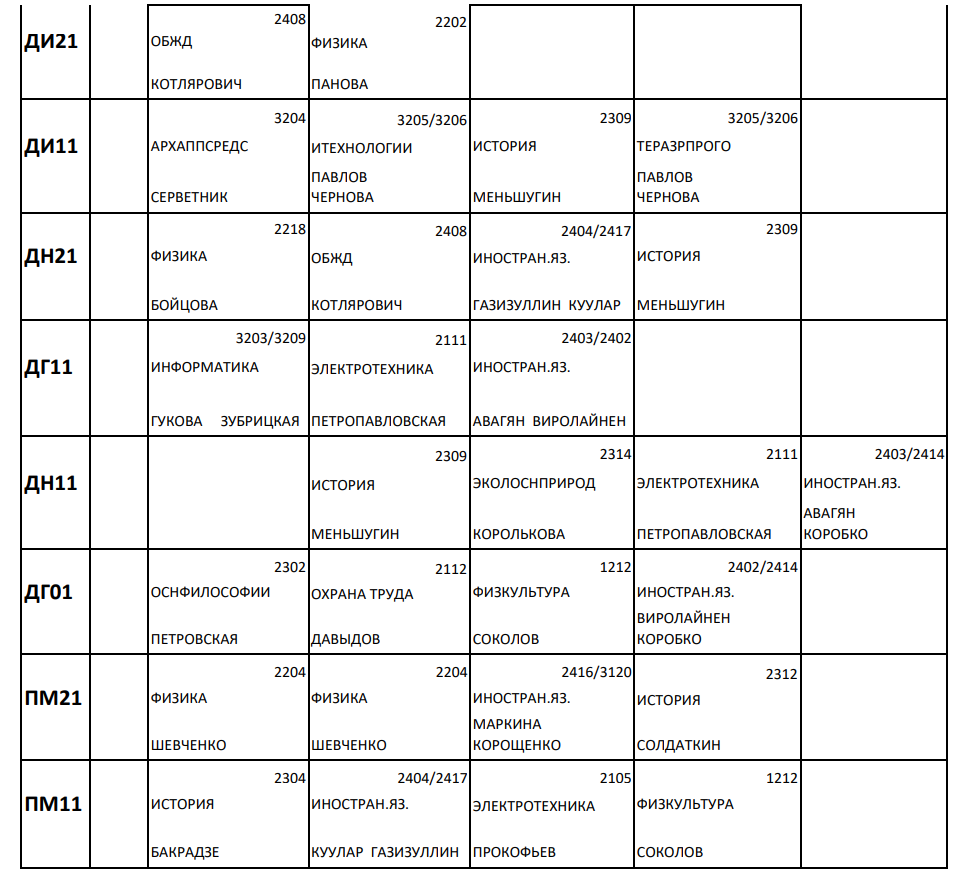 ДИ21
2408
ОБЖД
КОТЛЯРОВИЧ
2202
ФИЗИКА
ПАНОВА
ДИ11
3204
АРХАППСРЕДС
СЕРВЕТНИК
3205/3206
ИТЕХНОЛОГИИ
ПАВЛОВ
ЧЕРНОВА
2309
ИСТОРИЯ
МЕНЬШУГИН
3205/3206
ТЕРАЗРПРОГО
ПАВЛОВ
ЧЕРНОВА
ДН21
2218
ФИЗИКА
БОЙЦОВА
2408
ОБЖД
КОТЛЯРОВИЧ
2404/2417
ИНОСТРАН.ЯЗ.
ГАЗИЗУЛЛИН КУУЛАР
2309
ИСТОРИЯ
МЕНЬШУГИН
ДГ11
3203/3209
ИНФОРМАТИКА
ГУКОВА ЗУБРИЦКАЯ
2111
ЭЛЕКТРОТЕХНИКА
ПЕТРОПАВЛОВСКАЯ
2403/2402
ИНОСТРАН.ЯЗ.
АВАГЯН ВИРОЛАЙНЕН
ДН11
2309
ИСТОРИЯ
МЕНЬШУГИН
2314
ЭКОЛОСНПРИРОД
КОРОЛЬКОВА
2111
ЭЛЕКТРОТЕХНИКА
ПЕТРОПАВЛОВСКАЯ
2403/2414
ИНОСТРАН.ЯЗ.
АВАГЯН
КОРОБКО
ДГ01
2302
ОСНФИЛОСОФИИ
ПЕТРОВСКАЯ
2112
ОХРАНА ТРУДА
ДАВЫДОВ
1212
ФИЗКУЛЬТУРА
СОКОЛОВ
2402/2414
ИНОСТРАН.ЯЗ.
ВИРОЛАЙНЕН
КОРОБКО
ПМ21
2204
ФИЗИКА
ШЕВЧЕНКО
2204
ФИЗИКА
ШЕВЧЕНКО
2416/3120
ИНОСТРАН.ЯЗ.
МАРКИНА
КОРОЩЕНКО
2312
ИСТОРИЯ
СОЛДАТКИН
ПМ11
2304
ИСТОРИЯ
БАКРАДЗЕ
2404/2417
ИНОСТРАН.ЯЗ.
КУУЛАР ГАЗИЗУЛЛИН
2105
ЭЛЕКТРОТЕХНИКА
ПРОКОФЬЕВ
1212
ФИЗКУЛЬТУРА
СОКОЛОВ